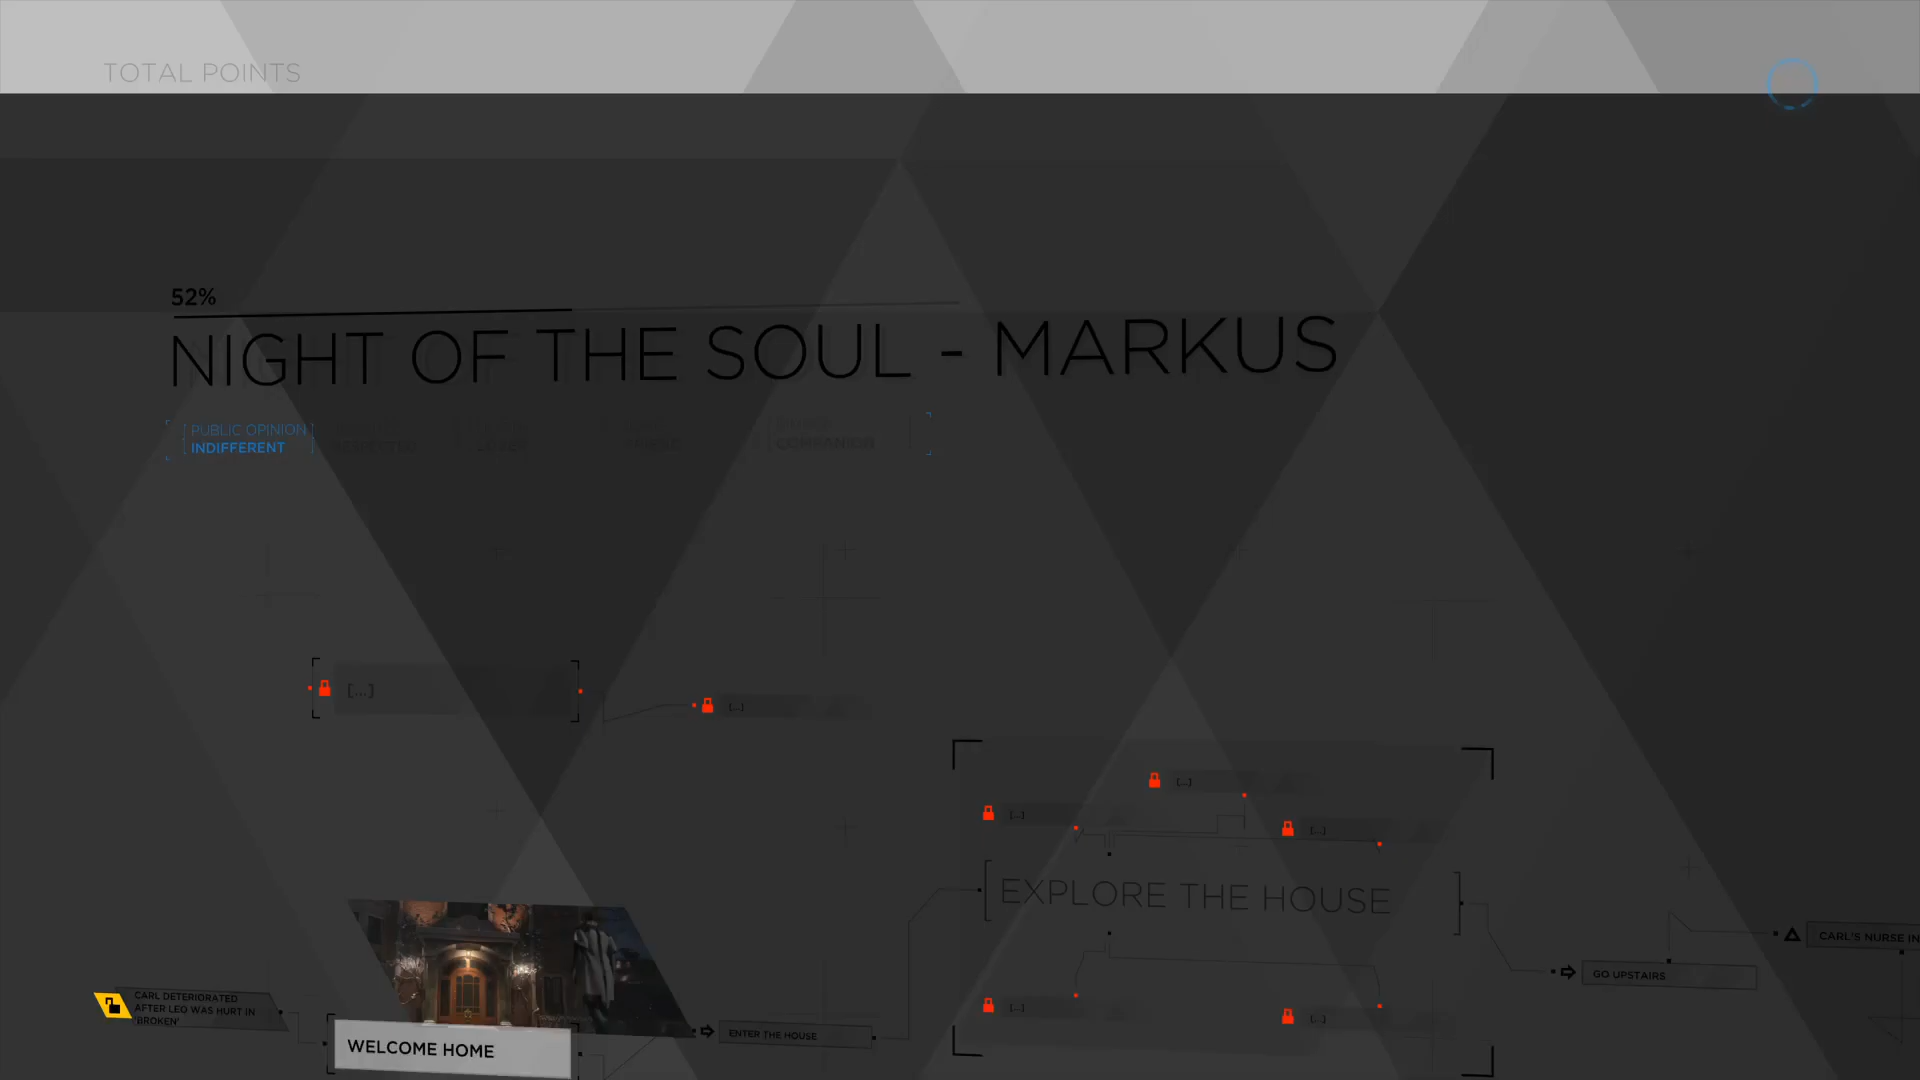 TOTAL POINTS
52%
NIGHT OF THE SOUL - MARKUS
PUBLIC OPINION
INDIFFERENT
COMPANION
[...]
[...]
[...]
[...]
[...]
EXPLORE THE HOUSE
CARL'S NURSE IN
GO UPSTAIRS
CARL DETERIORATED
AFTER LEO WAS HURT IN
'BROKEN'
[...]
[...]
ENTER THE HOUSE
WELCOME HOME